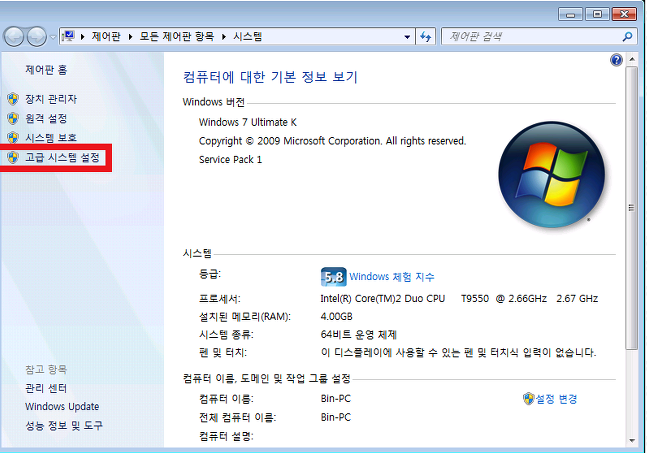 제어판 ▸ 모든 제어판 항목 ▸ 시스템
제어판 검색
제어판 홈
장치 관리자
원격 설정
시스템 보호
고급 시스템 설정
참고 항목
관리 센터
Windows Update
성능 정보 및 도구
컴퓨터에 대한 기본 정보 보기
Windows 버전
Windows 7 Ultimate K
Copyright © 2009 Microsoft Corporation. All rights reserved.
Service Pack 1
시스템
등급: 5.8 Windows 체험 지수
프로세서: Intel(R) Core(TM)2 Duo CPU T9550 @ 2.66GHz 2.67 GHz
설치된 메모리(RAM): 4.00GB
시스템 종류: 64비트 운영 체제
펜 및 터치: 이 디스플레이에 사용할 수 있는 펜 및 터치식 입력이 없습니다.
컴퓨터 이름, 도메인 및 작업 그룹 설정
컴퓨터 이름: Bin-PC 설정 변경
전체 컴퓨터 이름: Bin-PC
컴퓨터 설명: